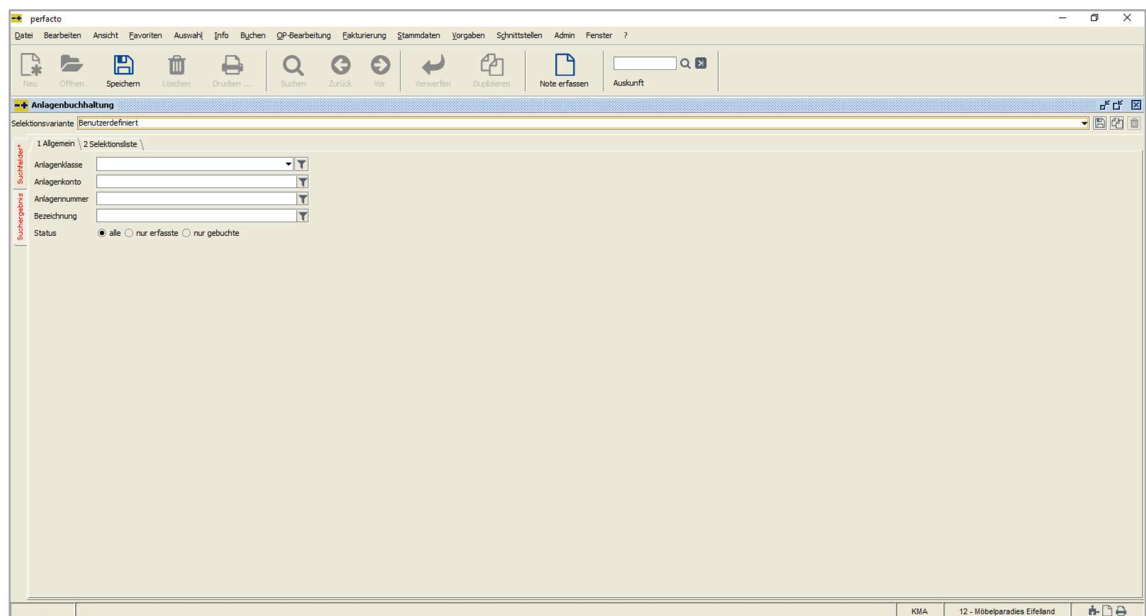 perfacto
Datei Bearbeiten Ansicht Favoriten Auswahl Info Buchen OP-Bearbeitung Fakturierung Stammdaten Vorgaben Schnittstellen Admin Fenster ?
Neu Öffnen Speichern Löschen Drucken ... Suchen Zurück Vor Verwerfen Duplizieren Note erfassen Auskunft
Anlagenbuchhaltung
Selektionsvariante Benutzerdefiniert
1 Allgemein 2 Selektionsliste
Suchfelder*
Suchergebnis
Anlagenklasse
Anlagenkonto
Anlagennummer
Bezeichnung
Status alle nur erfasste nur gebuchte
KMA 12 - Möbelparadies Eifelland